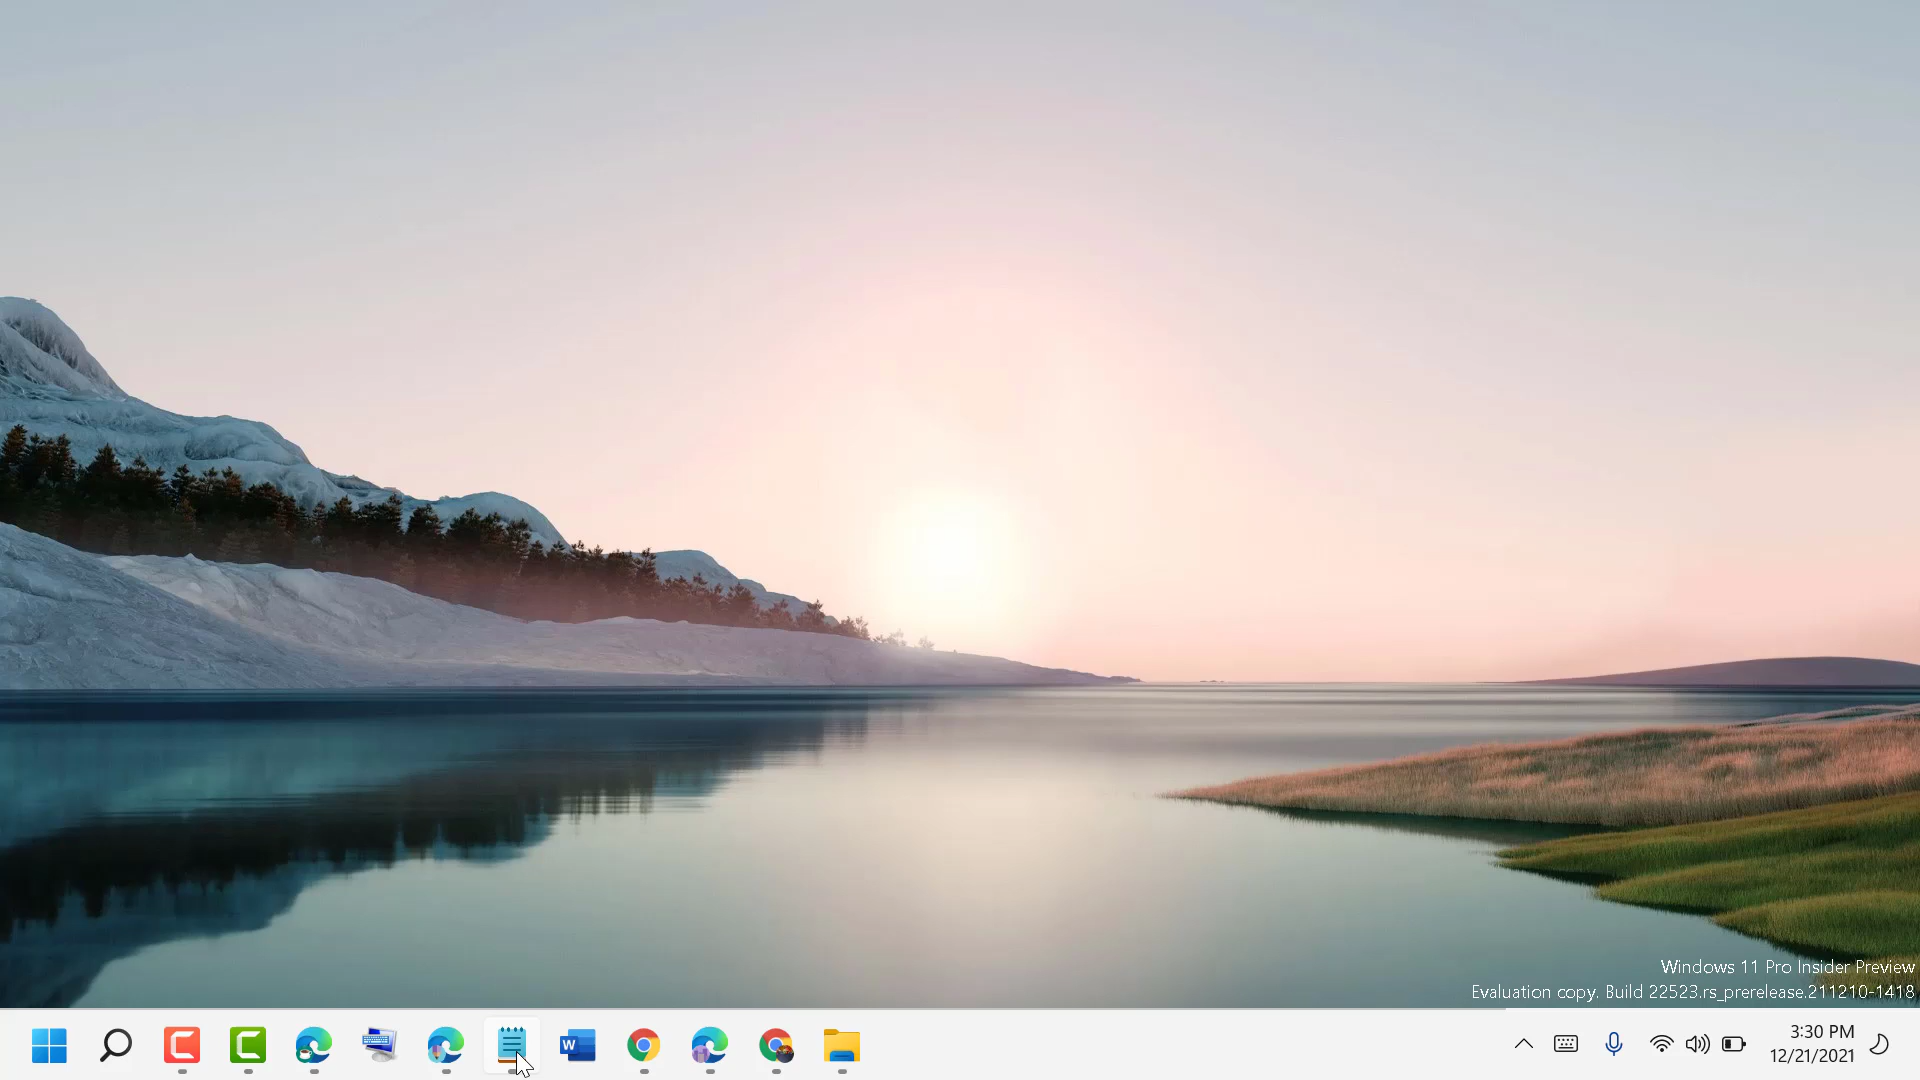 Windows 11 Pro Insider Preview
Evaluation copy. Build 22523.rs_prerelease.211210-1418
W
3:30 PM
12/21/2021